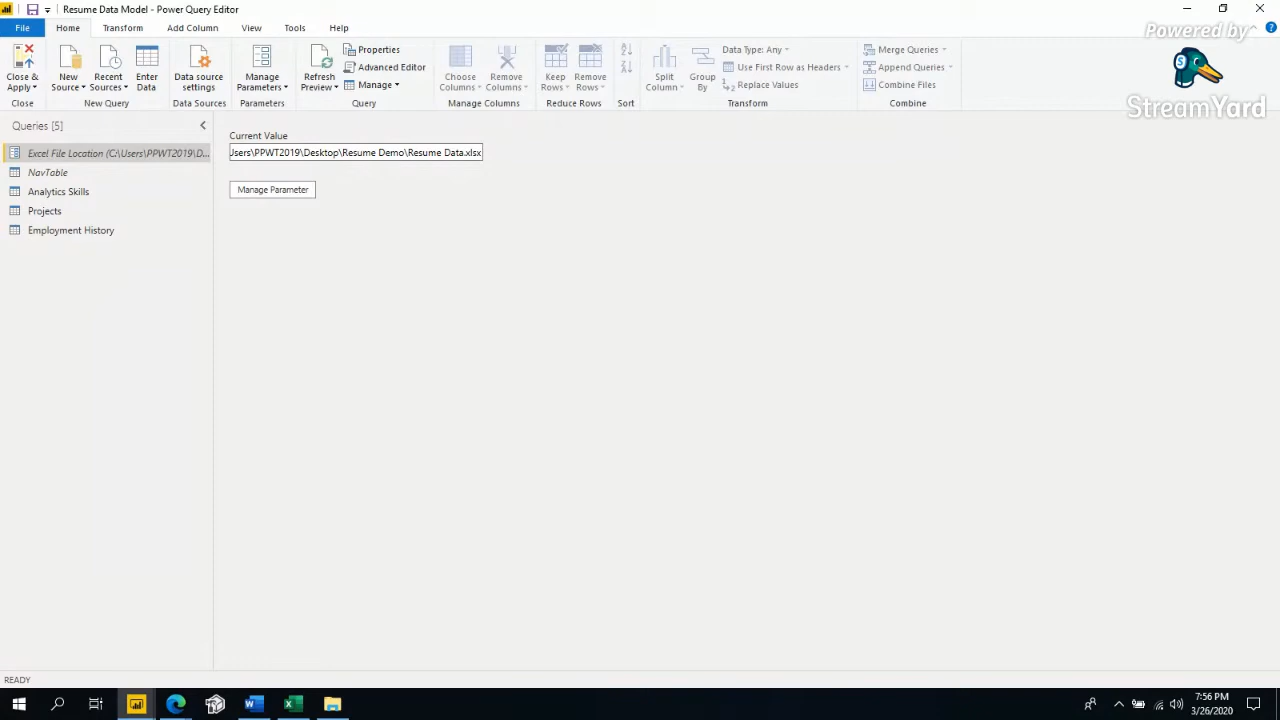 Resume Data Model - Power Query Editor
File
Home
Transform
Add Column
View
Tools
Help
Powered by
StreamYard
Close &
Apply
Close
New
Source
Recent
Sources
Enter
Data
New Query
Data source
settings
Data Sources
Manage
Parameters
Parameters
Refresh
Preview
Properties
Advanced Editor
Manage
Query
Choose
Columns
Remove
Columns
Manage Columns
Keep
Rows
Remove
Rows
Reduce Rows
Sort
Split
Column
Group
By
Data Type: Any
Use First Row as Headers
Replace Values
Transform
Merge Queries
Append Queries
Combine Files
Combine
Queries [5]
Excel File Location (C:\Users\PPWT2019\D...
NavTable
Analytics Skills
Projects
Employment History
Current Value
Jsers\PPWT2019\Desktop\Resume Demo\Resume Data.xlsx
Manage Parameter
READY
7:56 PM
3/26/2020